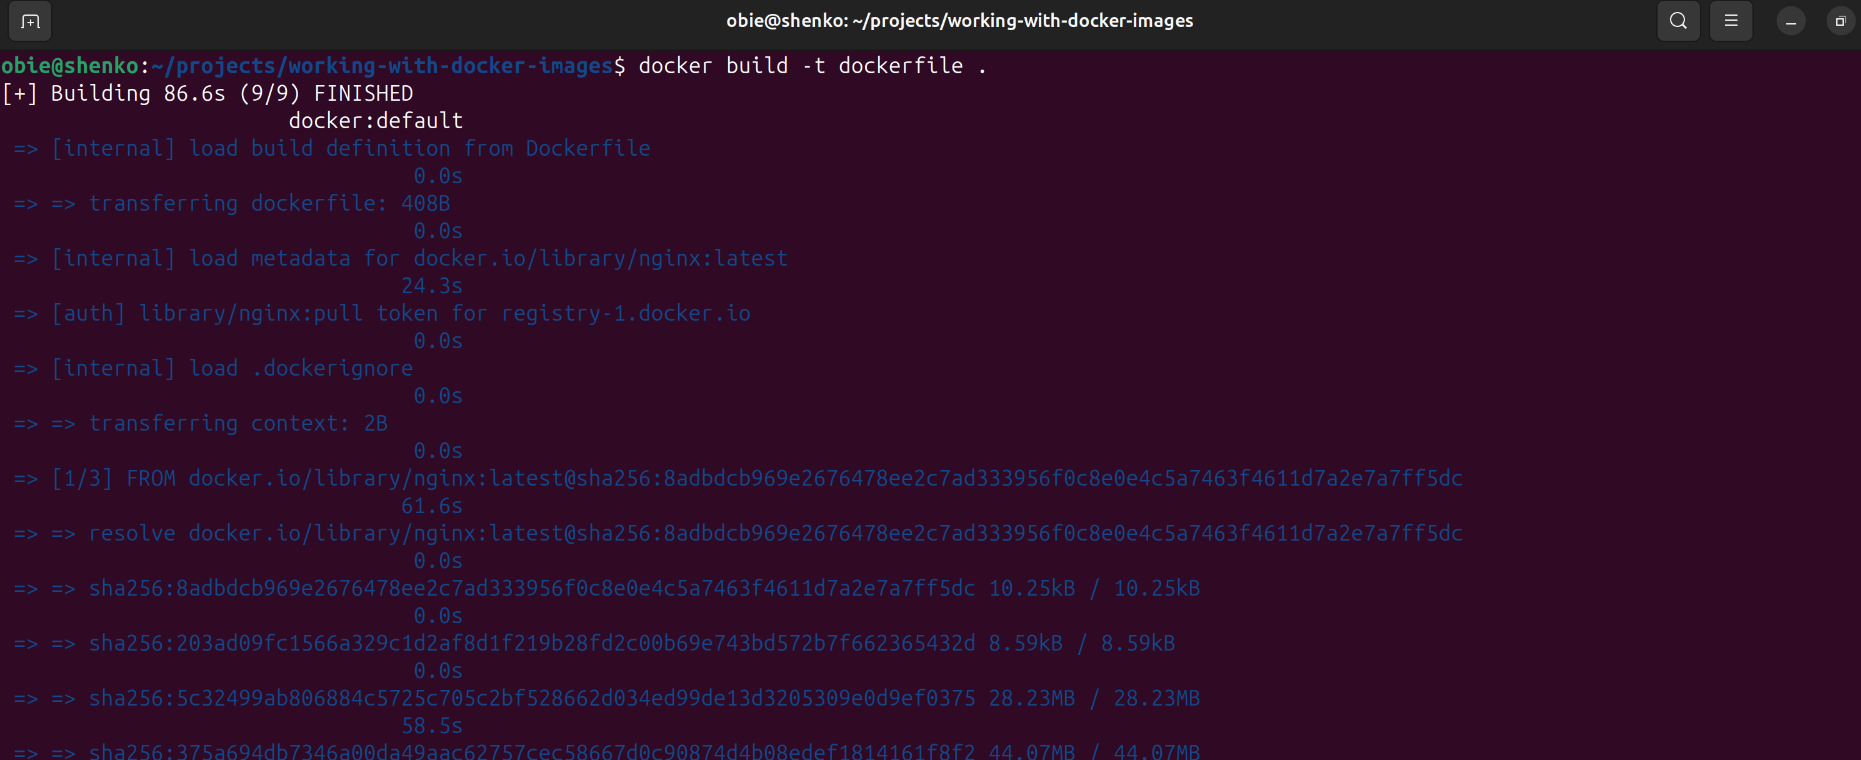 obie@shenko: ~/projects/working-with-docker-images
obie@shenko:~/projects/working-with-docker-images$ docker build -t dockerfile .
[+] Building 86.6s (9/9) FINISHED
docker:default
=> [internal] load build definition from Dockerfile
0.0s
=> => transferring dockerfile: 408B
0.0s
=> [internal] load metadata for docker.io/library/nginx:latest
24.3s
=> [auth] library/nginx:pull token for registry-1.docker.io
0.0s
=> [internal] load .dockerignore
0.0s
=> => transferring context: 2B
0.0s
=> [1/3] FROM docker.io/library/nginx:latest@sha256:8adbdcb969e2676478ee2c7ad333956f0c8e0e4c5a7463f4611d7a2e7a7ff5dc
61.6s
=> => resolve docker.io/library/nginx:latest@sha256:8adbdcb969e2676478ee2c7ad333956f0c8e0e4c5a7463f4611d7a2e7a7ff5dc
0.0s
=> => sha256:8adbdcb969e2676478ee2c7ad333956f0c8e0e4c5a7463f4611d7a2e7a7ff5dc 10.25kB / 10.25kB
0.0s
=> => sha256:203ad09fc1566a329c1d2af8d1f219b28fd2c00b69e743bd572b7f662365432d 8.59kB / 8.59kB
0.0s
=> => sha256:5c32499ab806884c5725c705c2bf528662d034ed99de13d3205309e0d9ef0375 28.23MB / 28.23MB
58.5s
=> => sha256:375a694db7346a00da49aac62757cec58667d0c90874d4b08edef1814161f8f2 44.07MB / 44.07MB